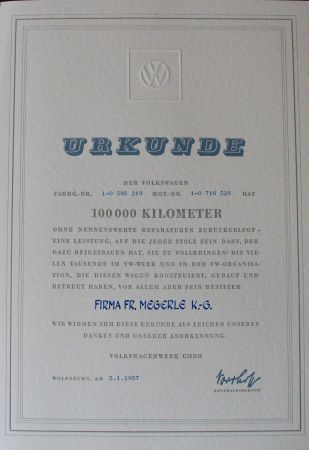 URKUNDE
DER VOLKSWAGEN
FAHRG.-NR. 1-0 595 219 MOT.-NR. 1-0 716 526 HAT
100000 KILOMETER
OHNE NENNENSWERTE REPARATUREN ZURÜCKGELEGT -
EINE LEISTUNG, AUF DIE JEDER STOLZ SEIN DARF, DER
DAZU BEIGETRAGEN HAT, SIE ZU VOLLBRINGEN: DIE VIE-
LEN TAUSENDE IM VW-WERK UND IN DER VW-ORGANISA-
TION, DIE DIESEN WAGEN KONSTRUIERT, GEBAUT UND
BETREUT HABEN, VOR ALLEM ABER SEIN BESITZER
FIRMA FR. MEGERLE K.-G.
WIR WIDMEN IHM DIESE URKUNDE ALS ZEICHEN UNSERES
DANKES UND UNSERER ANERKENNUNG.
VOLKSWAGENWERK GMBH
WOLFSBURG, AM 5.1.1957
GENERALDIREKTOR